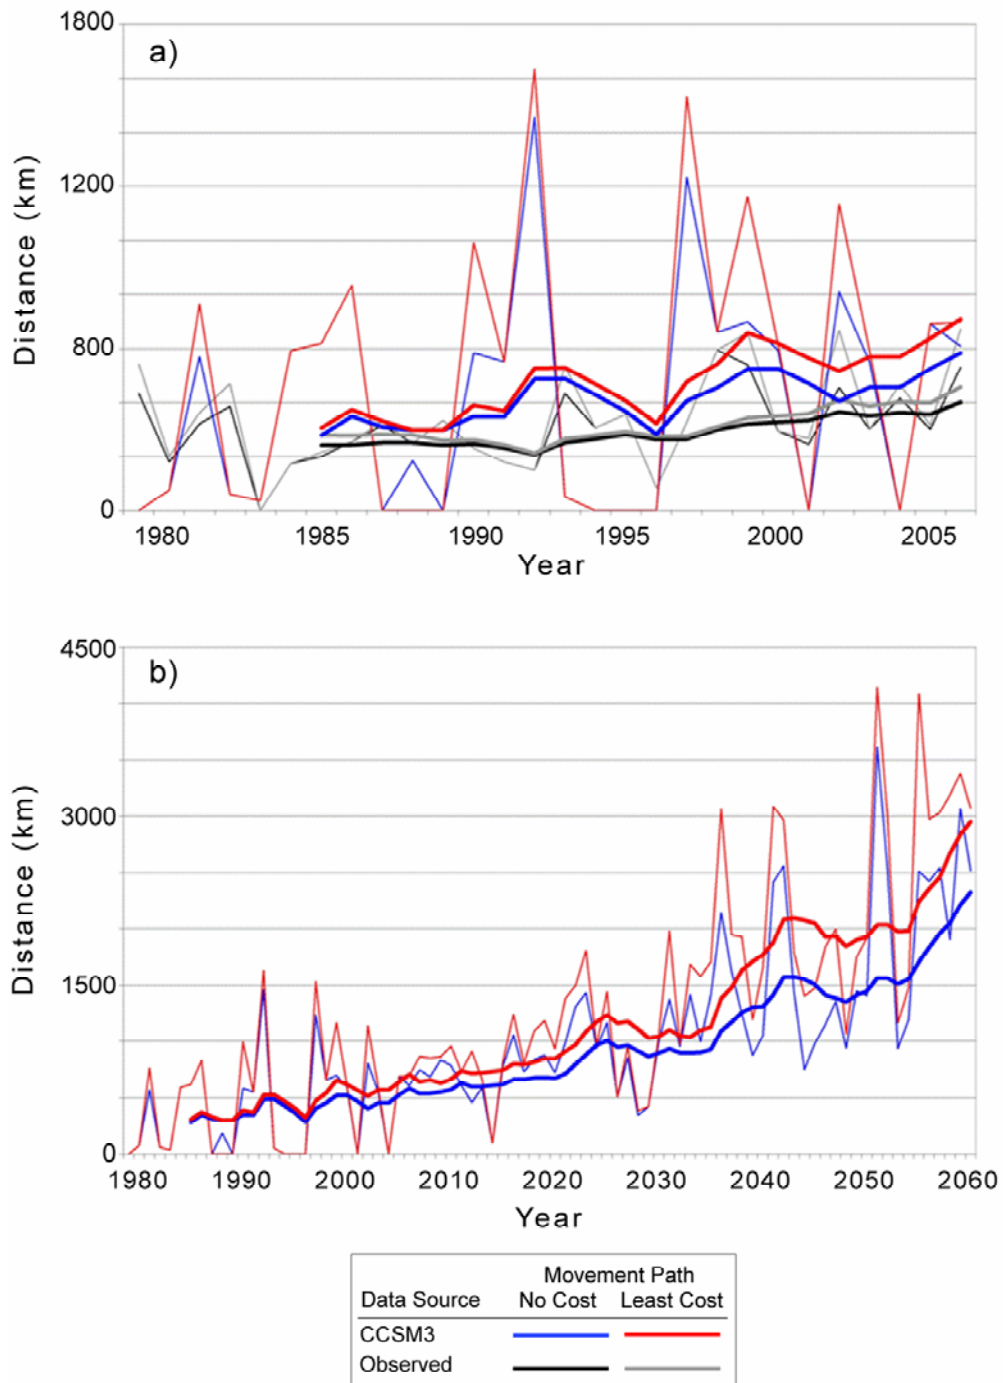 1800
a)
1200
800
0
Distance (km)
1980 1985 1990 1995 2000 2005
Year
4500
b)
3000
1500
0
Distance (km)
1980 1990 2000 2010 2020 2030 2040 2050 2060
Year
Movement Path
Data Source No Cost Least Cost
CCSM3
Observed